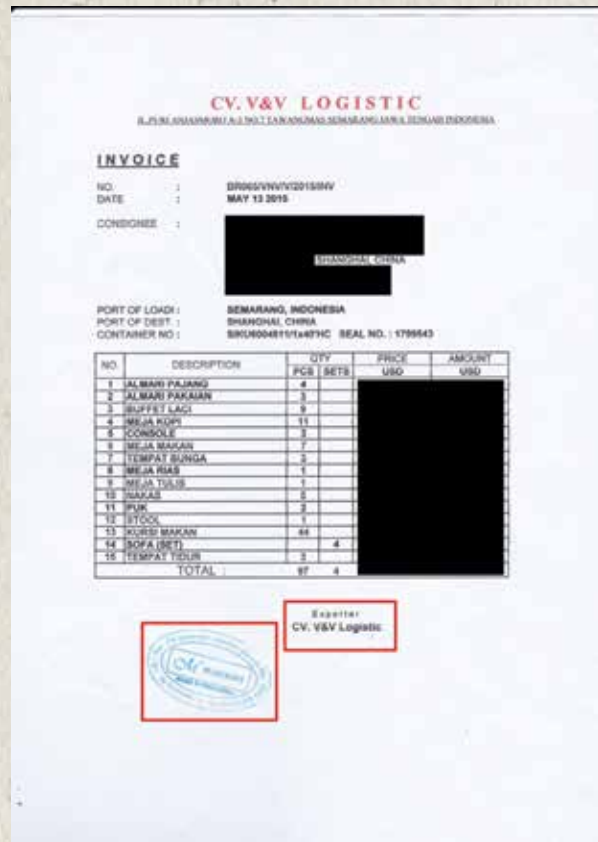 CV. V&V LOGISTIC
SEMARANG JAWA TENGAH INDONESIA
INVOICE
NO. :
DATE : MAY 13 2015
CONSIGNEE :
SHANGHAI, CHINA
PORT OF LOADI : SEMARANG, INDONESIA
PORT OF DEST. : SHANGHAI, CHINA
CONTAINER NO : SEAL NO. :
NO. DESCRIPTION QTY PRICE AMOUNT
PCS SETS USD USD
1 ALMARI PAJANG 4
2 ALMARI PAKAIAN 3
3 BUFFET LACI 9
4 MEJA KOPI 11
5 CONSOLE 3
6 MEJA MAKAN 7
7 TEMPAT BUNGA 3
8 MEJA RIAS 1
9 MEJA TULIS 1
10 NAKAS 5
11 PUK 2
12 STOOL 1
13 KURSI MAKAN 44
14 SOFA (SET) 4
15 TEMPAT TIDUR 3
TOTAL : 97 4
Exporter
CV. V&V Logistic